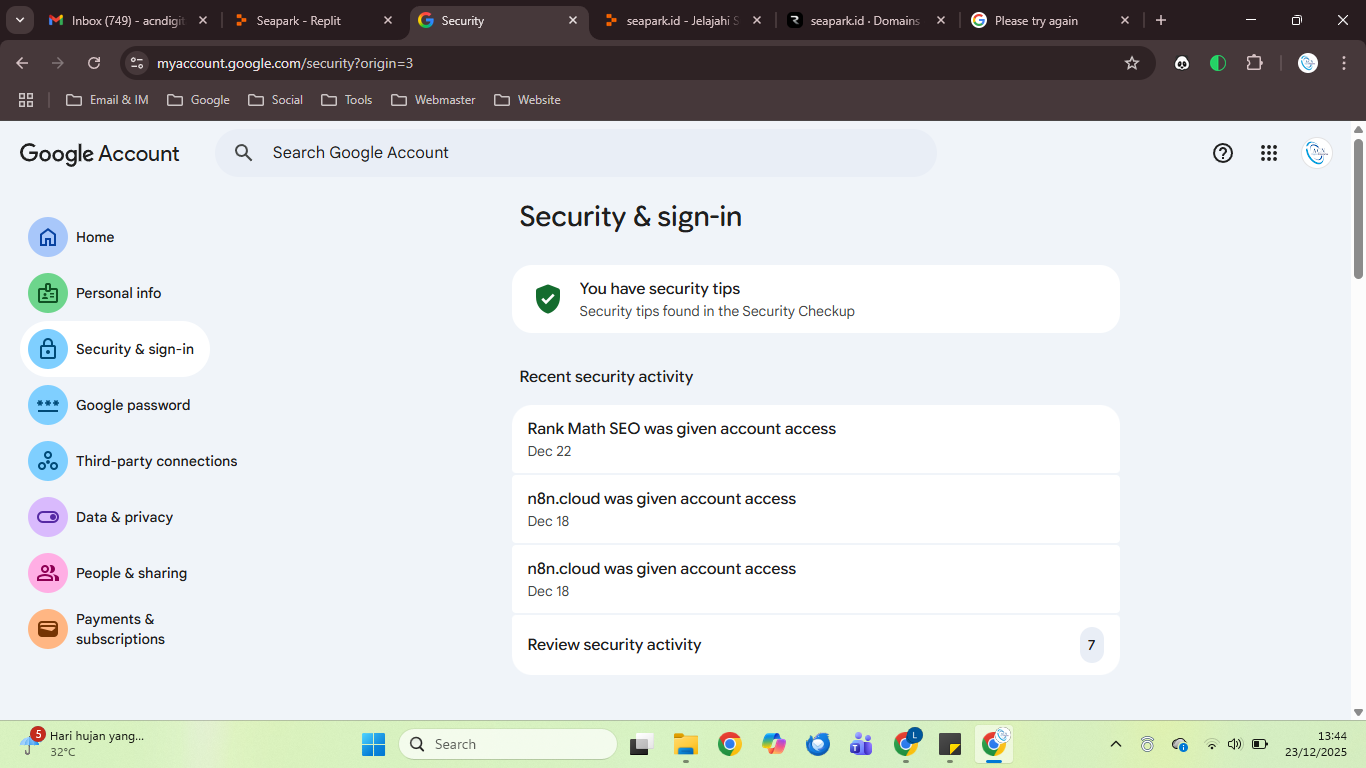 Inbox (749) - acndigit
Seapark - Replit
Security
seapark.id - Jelajahi S
seapark.id · Domains
Please try again
myaccount.google.com/security?origin=3
Email & IM
Google
Social
Tools
Webmaster
Website
Google Account
Search Google Account
Home
Personal info
Security & sign-in
Google password
Third-party connections
Data & privacy
People & sharing
Payments &
subscriptions
Security & sign-in
You have security tips
Security tips found in the Security Checkup
Recent security activity
Rank Math SEO was given account access
Dec 22
n8n.cloud was given account access
Dec 18
n8n.cloud was given account access
Dec 18
Review security activity
7
5
Hari hujan yang...
32°C
Search
L
13:44
23/12/2025